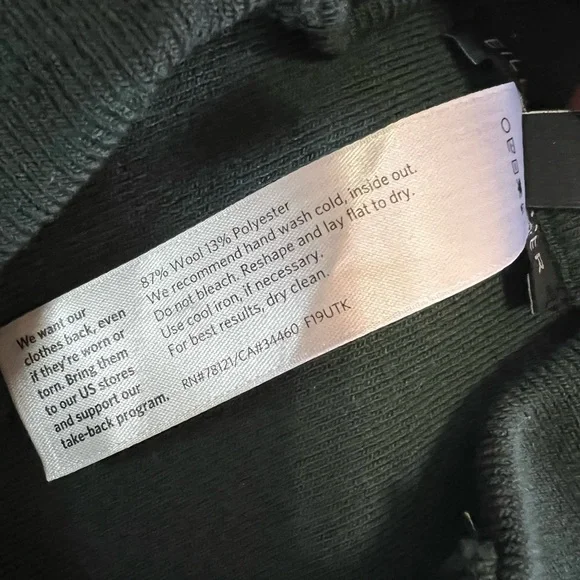 We want our
clothes back, even
if they're worn or
torn. Bring them
to our US stores
and support our
take-back program.
87% Wool 13% Polyester
We recommend hand wash cold, inside out.
Do not bleach. Reshape and lay flat to dry.
Use cool iron, if necessary.
For best results, dry clean.
RN#78121/CA#34460 F19UTK